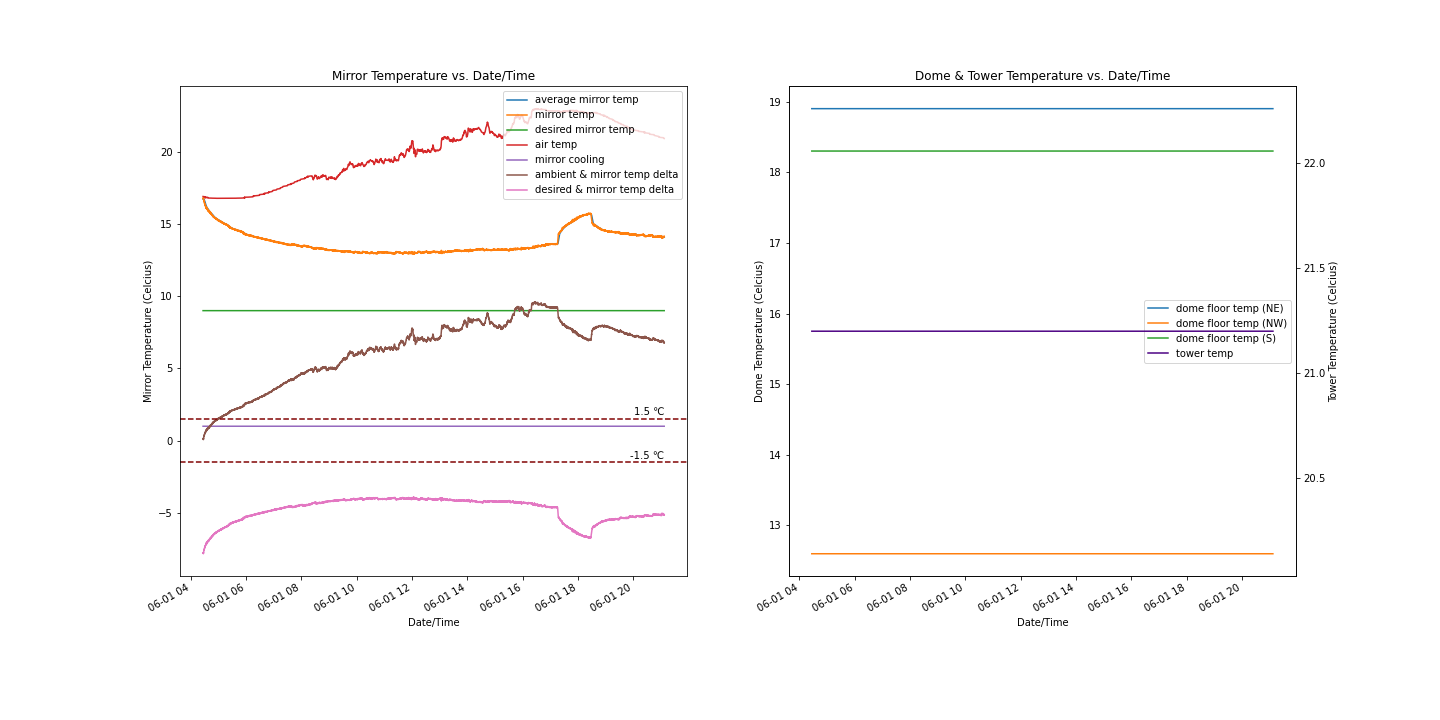 Mirror Temperature vs. Date/Time
Mirror Temperature (Celcius)
20
15
10
5
0
−5
average mirror temp
mirror temp
desired mirror temp
air temp
mirror cooling
ambient & mirror temp delta
desired & mirror temp delta
1.5 °C
-1.5 °C
06-01 04
06-01 06
06-01 08
06-01 10
06-01 12
06-01 14
06-01 16
06-01 18
06-01 20
Date/Time
Dome & Tower Temperature vs. Date/Time
Dome Temperature (Celcius)
19
18
17
16
15
14
13
dome floor temp (NE)
dome floor temp (NW)
dome floor temp (S)
tower temp
22.0
21.5
21.0
20.5
Tower Temperature (Celcius)
06-01 04
06-01 06
06-01 08
06-01 10
06-01 12
06-01 14
06-01 16
06-01 18
06-01 20
Date/Time